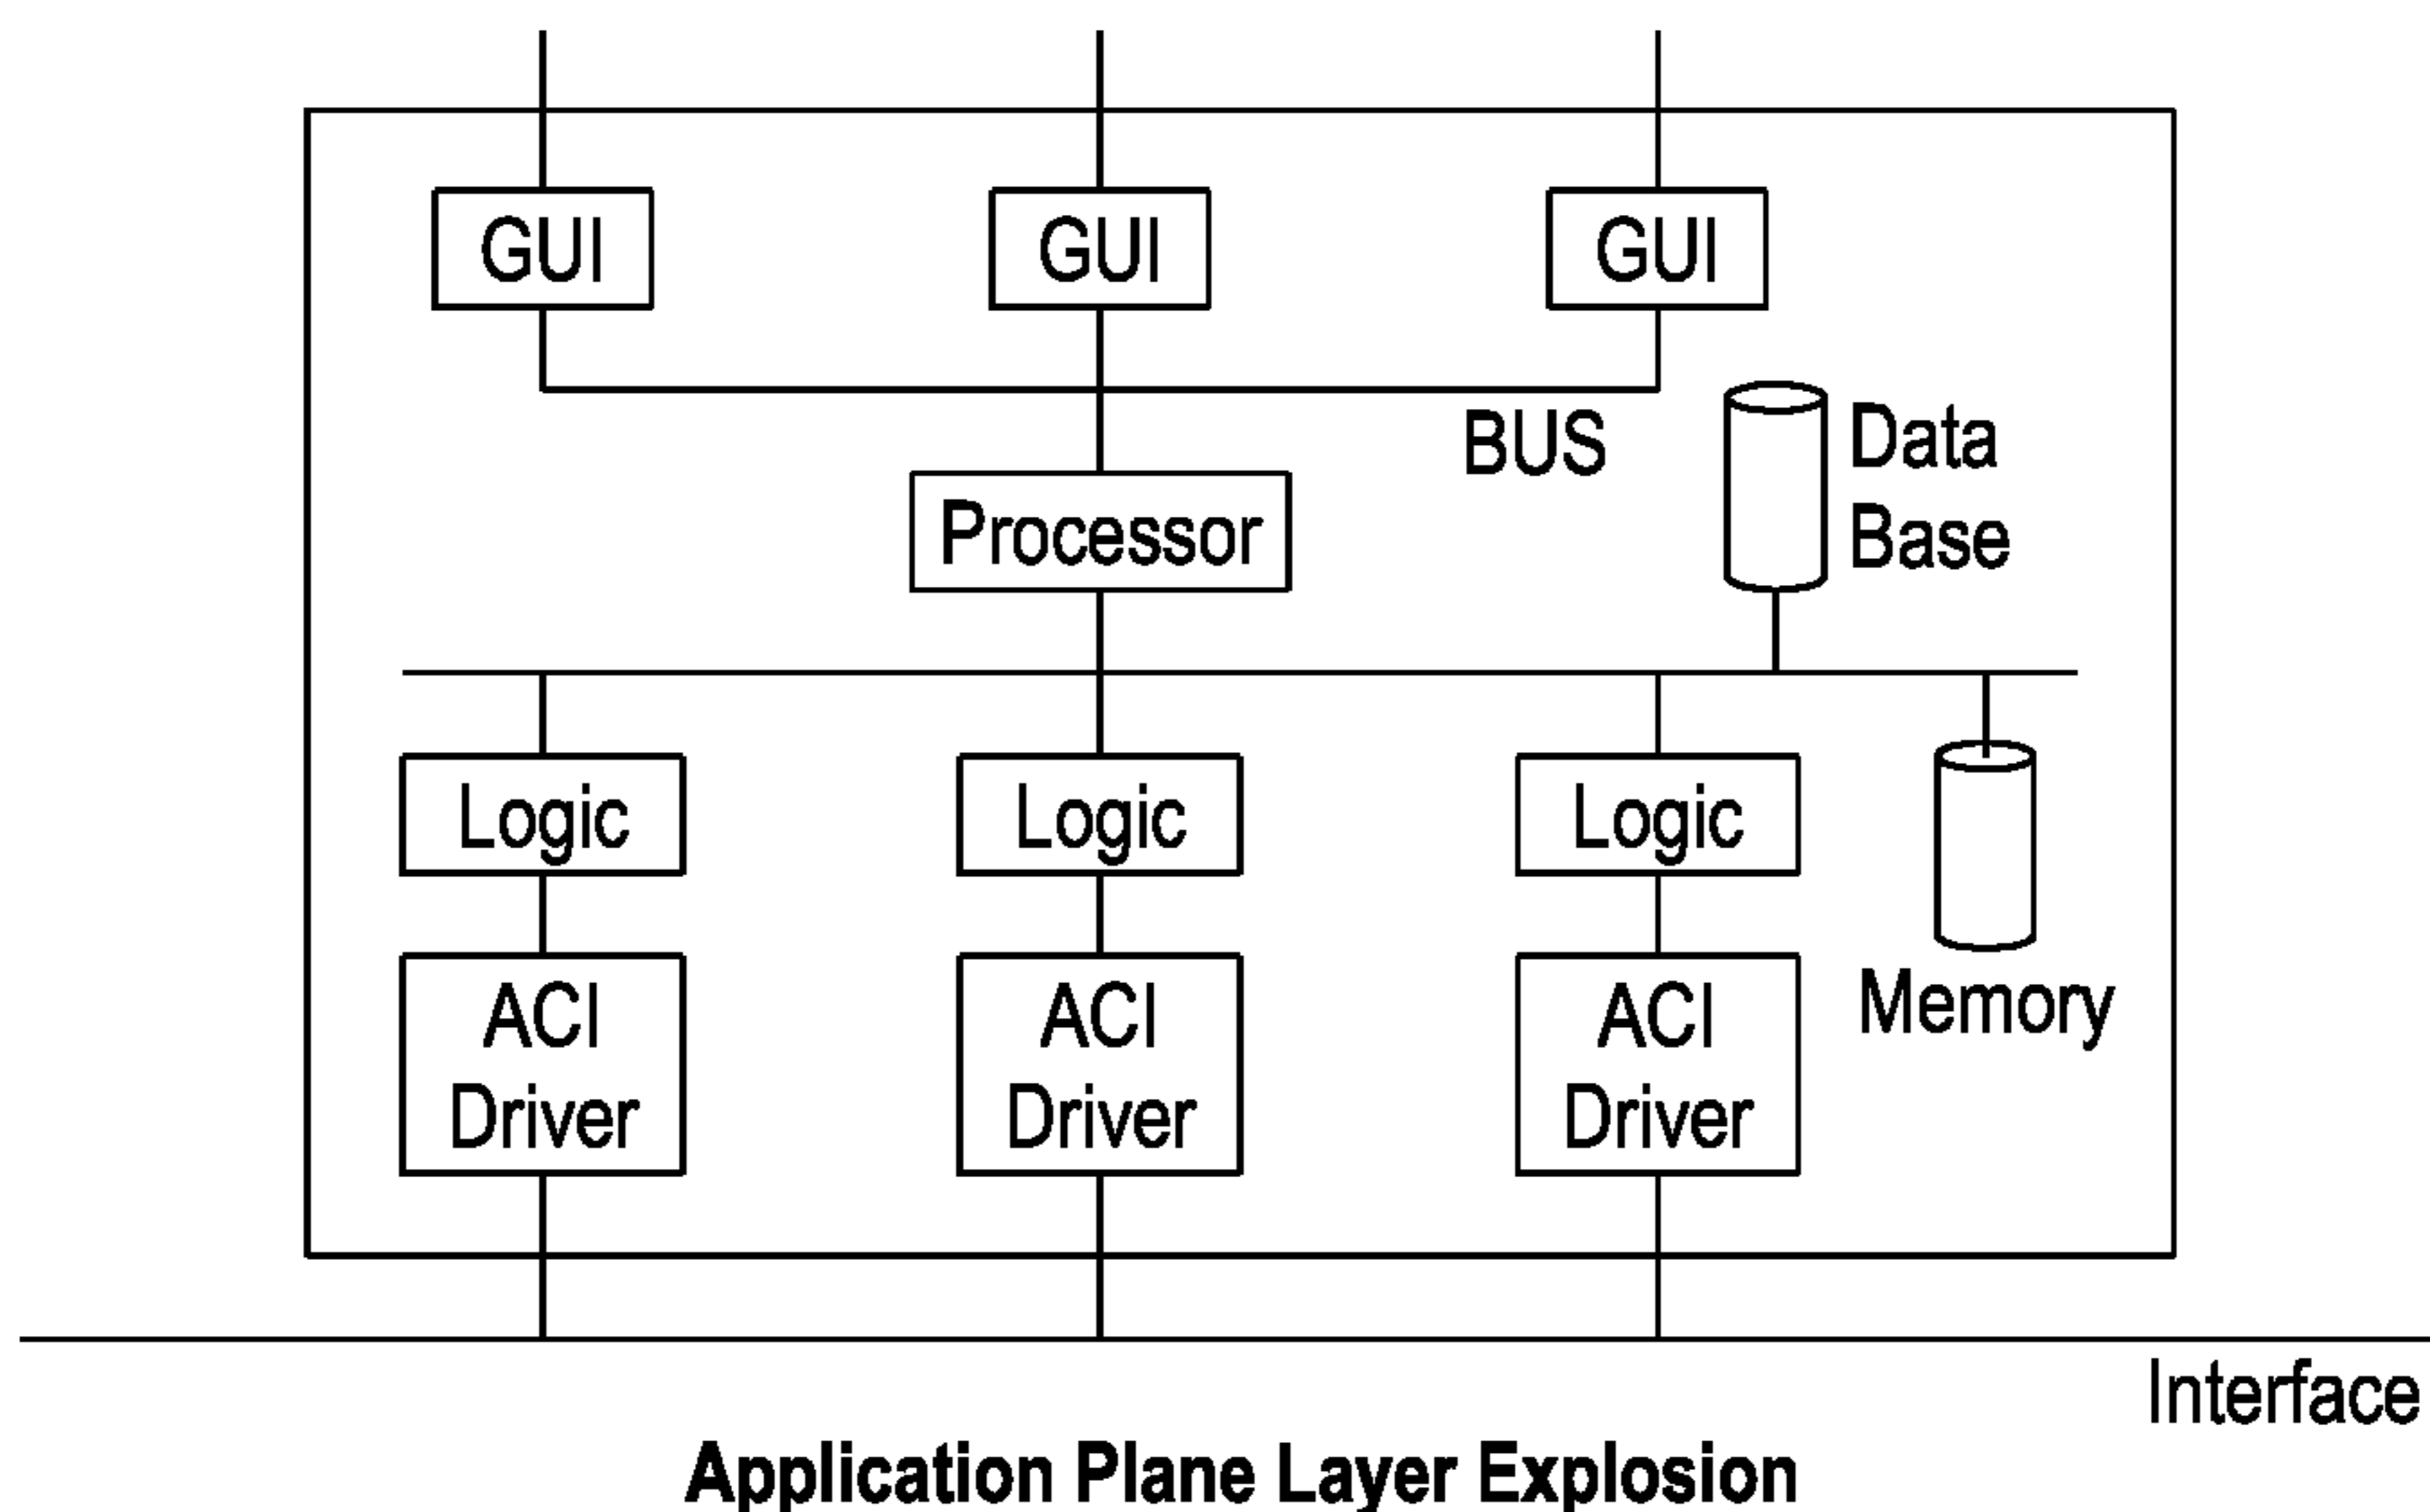 GUI
GUI
GUI
BUS
Data
Base
Processor
Logic
Logic
Logic
ACI
Driver
ACI
Driver
ACI
Driver
Memory
Interface
Application Plane Layer Explosion